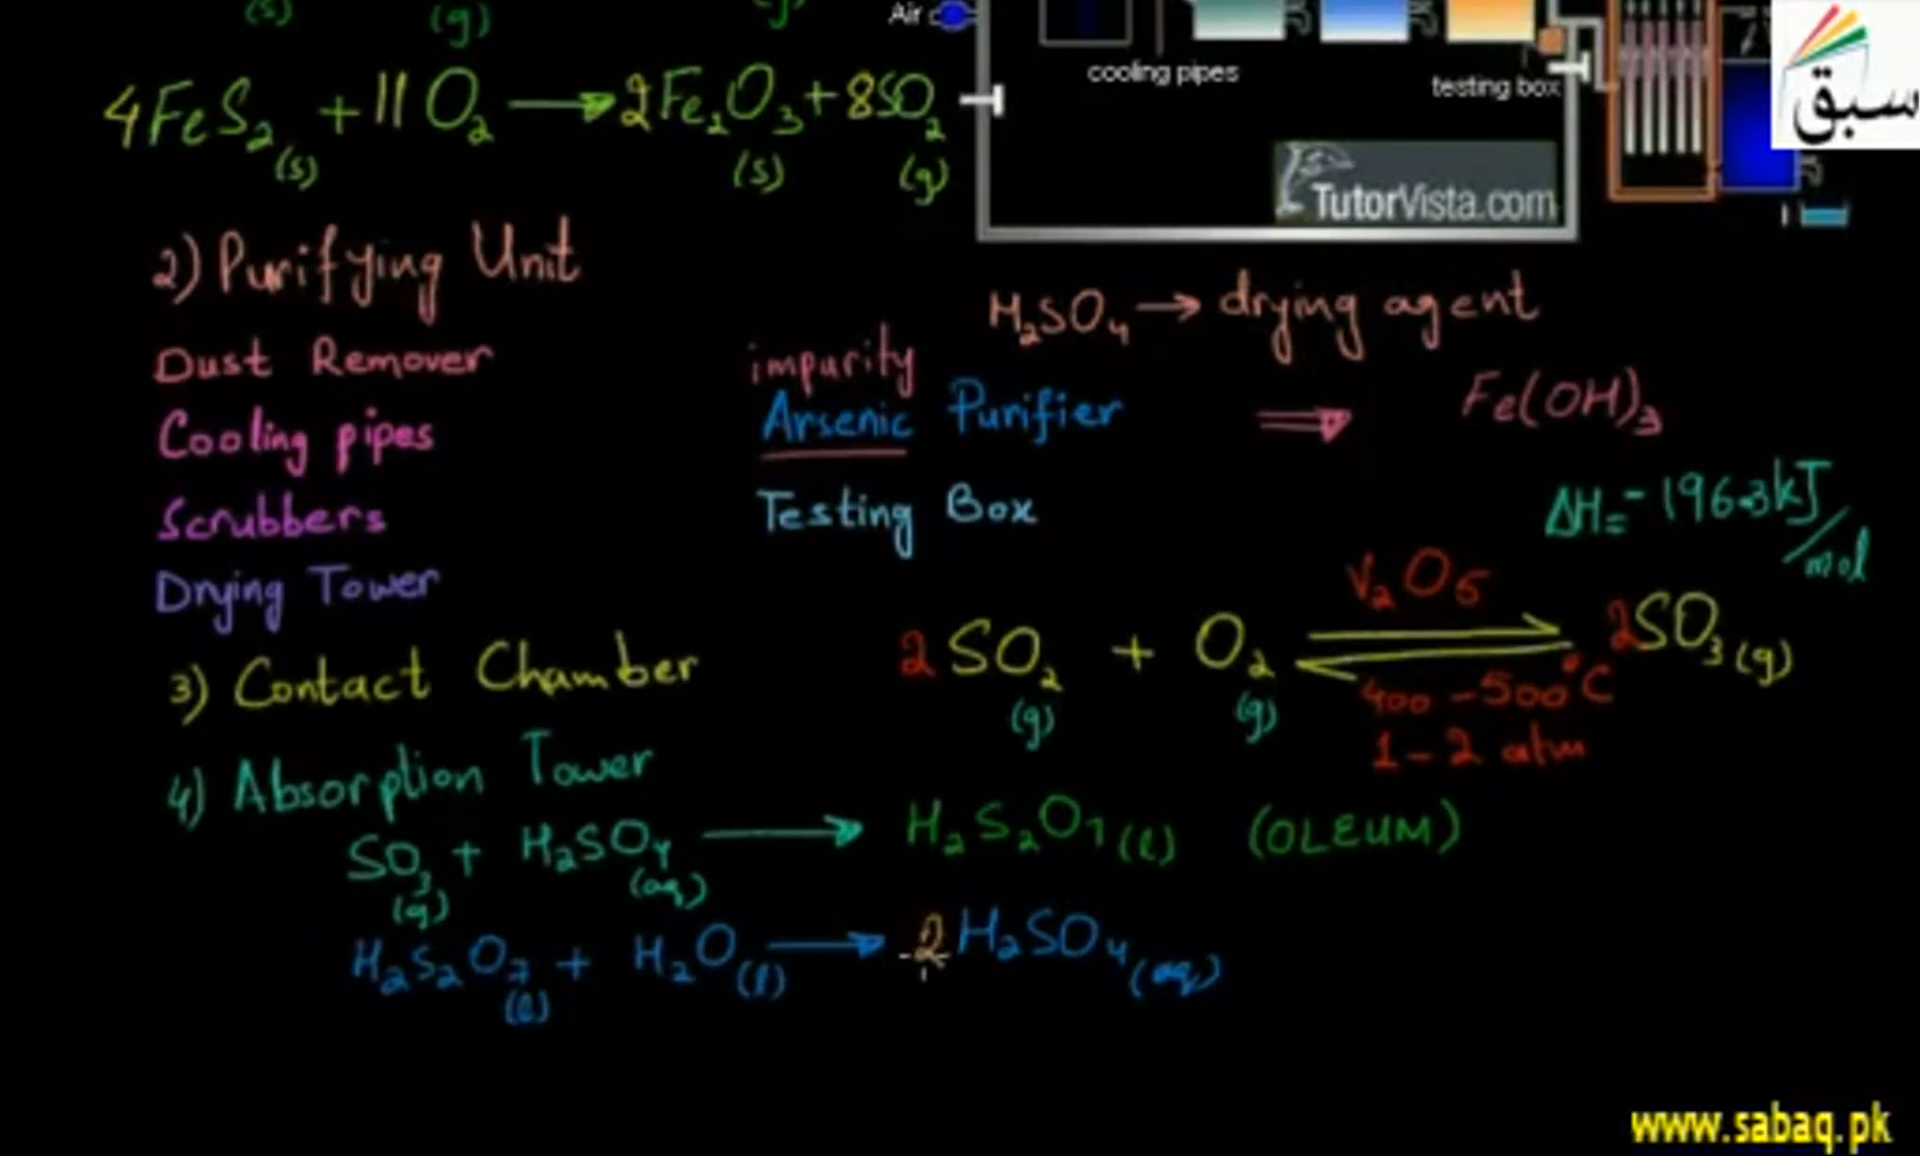 (s) (g)
Air
cooling pipes
testing box
سبق
4FeS₂(s) + 11O₂ → 2Fe₂O₃(s) + 8SO₂(g)
TutorVista.com
2) Purifying Unit
H₂SO₄ → drying agent
Dust Remover
impurity
Arsenic Purifier ⇒ Fe(OH)₃
Cooling pipes
Scrubbers
Testing Box
ΔH = -196.3kJ/mol
Drying Tower
3) Contact Chamber
2SO₂(g) + O₂(g) ⇌ 2SO₃(g)
V₂O₅
400 - 500°C
1 - 2 atm
4) Absorption Tower
SO₃(g) + H₂SO₄(aq) → H₂S₂O₇(l) (OLEUM)
H₂S₂O₇(l) + H₂O(l) → 2H₂SO₄(aq)
www.sabaq.pk